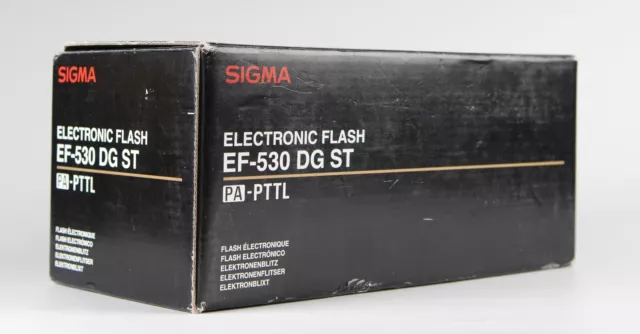 SIGMA
ELECTRONIC FLASH
EF-530 DG ST
PA-PTTL
FLASH ÉLECTRONIQUE
FLASH ELECTRÓNICO
ELEKTRONENBLITZ
ELEKTRONENFLITSER
ELEKTRONBLIXT
SIGMA
ELECTRONIC FLASH
EF-530 DG ST
PA-PTTL
FLASH ÉLECTRONIQUE
FLASH ELECTRÓNICO
ELEKTRONENBLITZ
ELEKTRONENFLITSER
ELEKTRONBLIXT